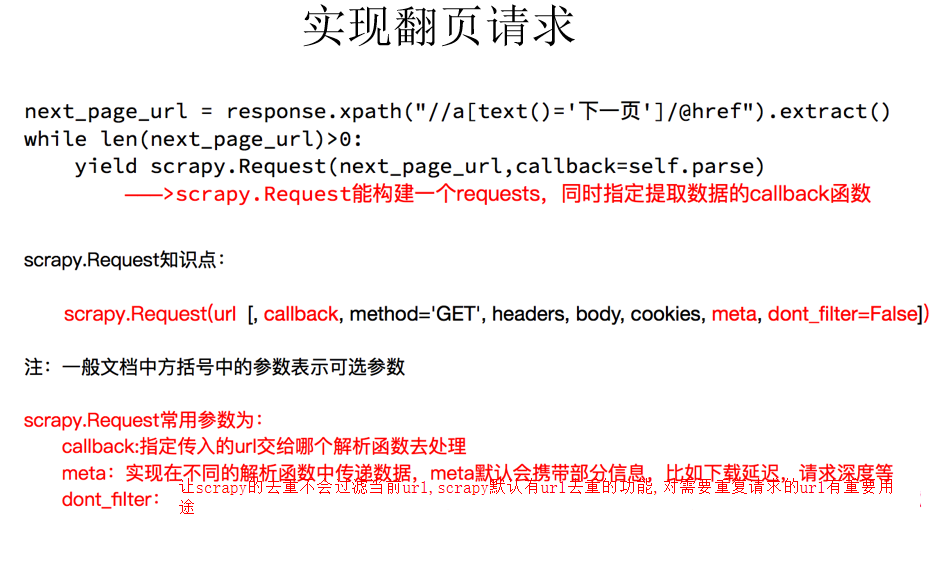 实现翻页请求
next_page_url = response.xpath("//a[text()='下一页']/@href").extract()
while len(next_page_url)>0:
    yield scrapy.Request(next_page_url,callback=self.parse)
——>scrapy.Request能构建一个requests，同时指定提取数据的callback函数
scrapy.Request知识点：
scrapy.Request(url [, callback, method='GET', headers, body, cookies, meta, dont_filter=False])
注：一般文档中方括号中的参数表示可选参数
scrapy.Request常用参数为：
callback:指定传入的url交给哪个解析函数去处理
meta：实现在不同的解析函数中传递数据，meta默认会携带部分信息，比如下载延迟，请求深度等
dont_filter：让scrapy的去重不会过滤当前url,scrapy默认有url去重的功能,对需要重复请求的url有重要用
途